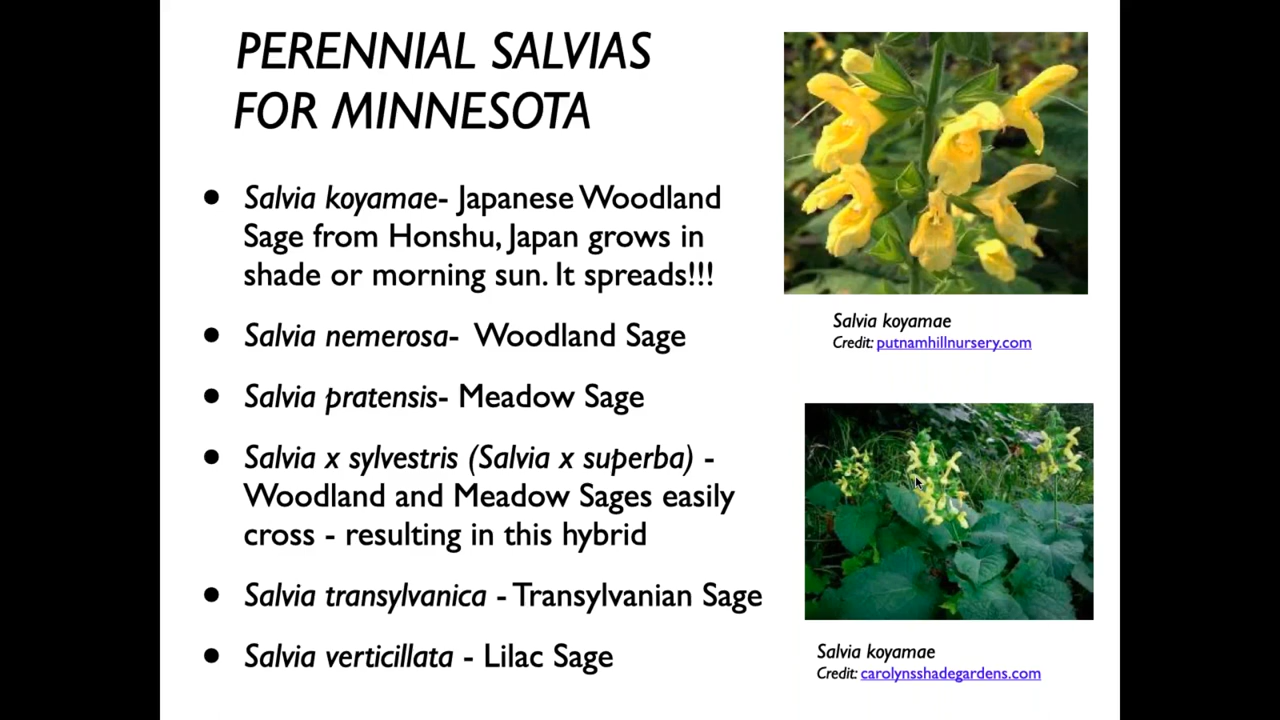 PERENNIAL SALVIAS
FOR MINNESOTA
• Salvia koyamae- Japanese Woodland
Sage from Honshu, Japan grows in
shade or morning sun. It spreads!!!
• Salvia nemerosa- Woodland Sage
• Salvia pratensis- Meadow Sage
• Salvia x sylvestris (Salvia x superba) -
Woodland and Meadow Sages easily
cross - resulting in this hybrid
• Salvia transylvanica - Transylvanian Sage
• Salvia verticillata - Lilac Sage
Salvia koyamae
Credit: putnamhillnursery.com
Salvia koyamae
Credit: carolynsshadegardens.com